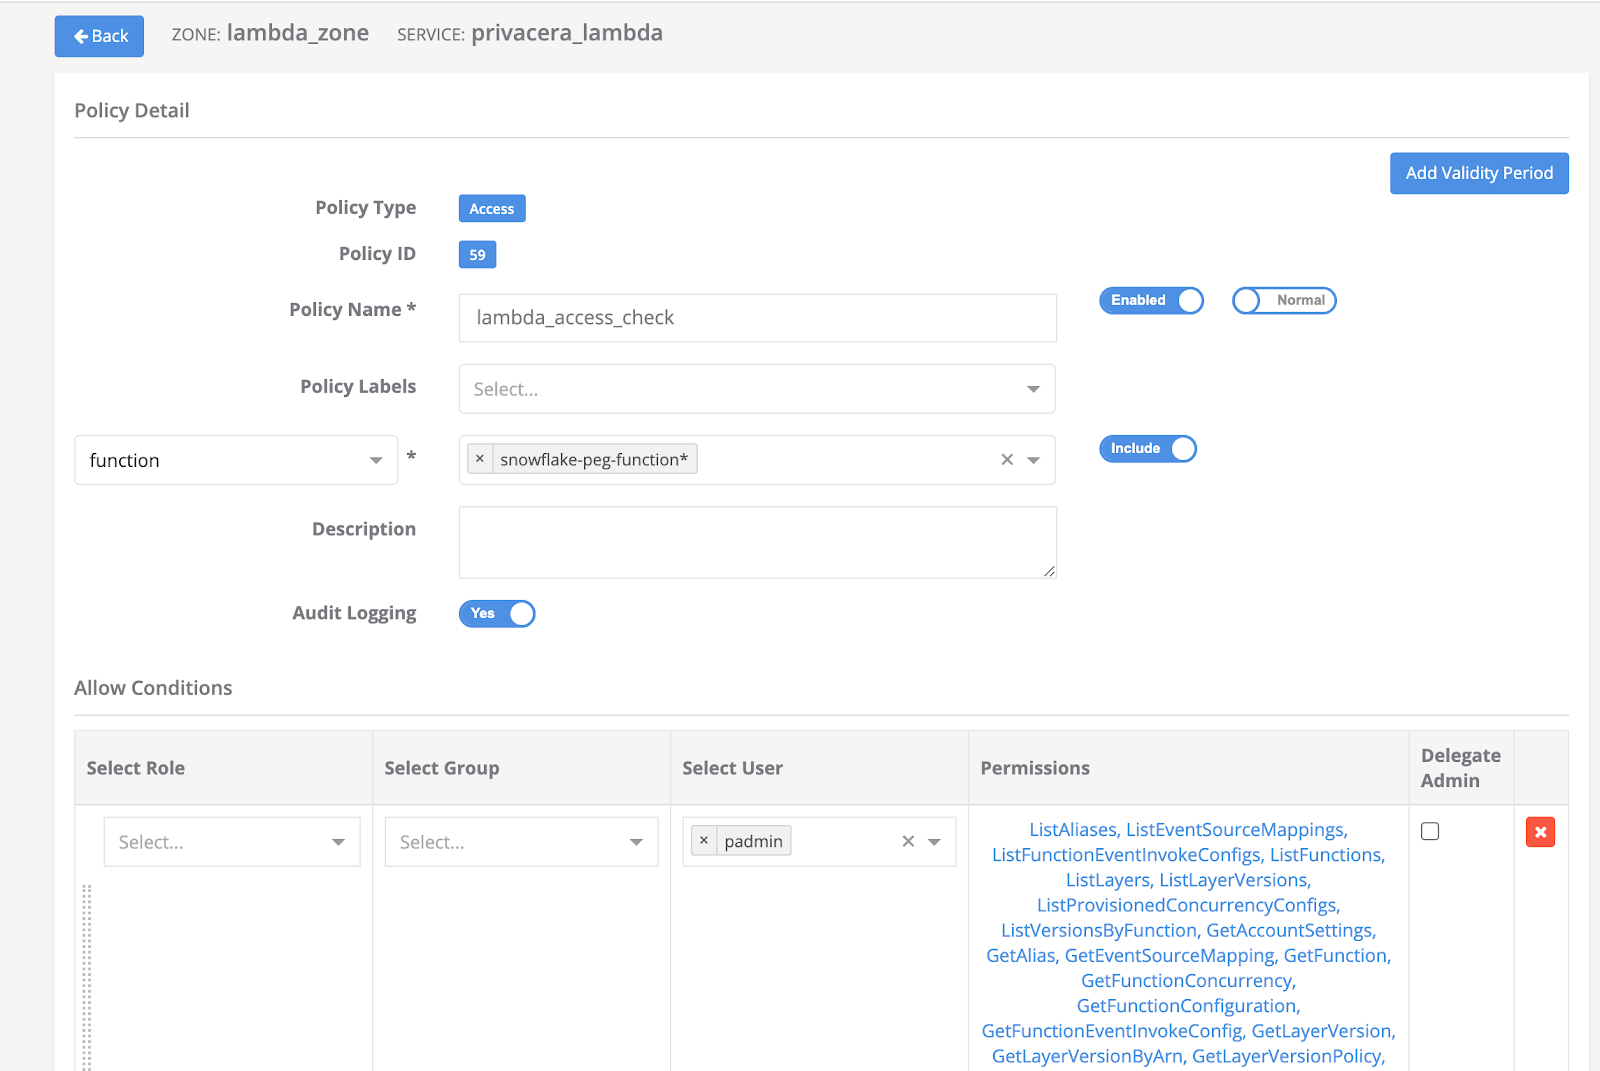 Back ZONE: lambda_zone SERVICE: privacera_lambda
Policy Detail
Add Validity Period
Policy Type Access
Policy ID 59
Policy Name * lambda_access_check Enabled Normal
Policy Labels Select...
function * × snowflake-peg-function* × Include
Description
Audit Logging Yes
Allow Conditions
Select Role Select Group Select User Permissions Delegate
Admin
Select... Select... × padmin × ListAliases, ListEventSourceMappings,
ListFunctionEventInvokeConfigs, ListFunctions,
ListLayers, ListLayerVersions,
ListProvisionedConcurrencyConfigs,
ListVersionsByFunction, GetAccountSettings,
GetAlias, GetEventSourceMapping, GetFunction,
GetFunctionConcurrency,
GetFunctionConfiguration,
GetFunctionEventInvokeConfig, GetLayerVersion,
GetLayerVersionByArn, GetLayerVersionPolicy,